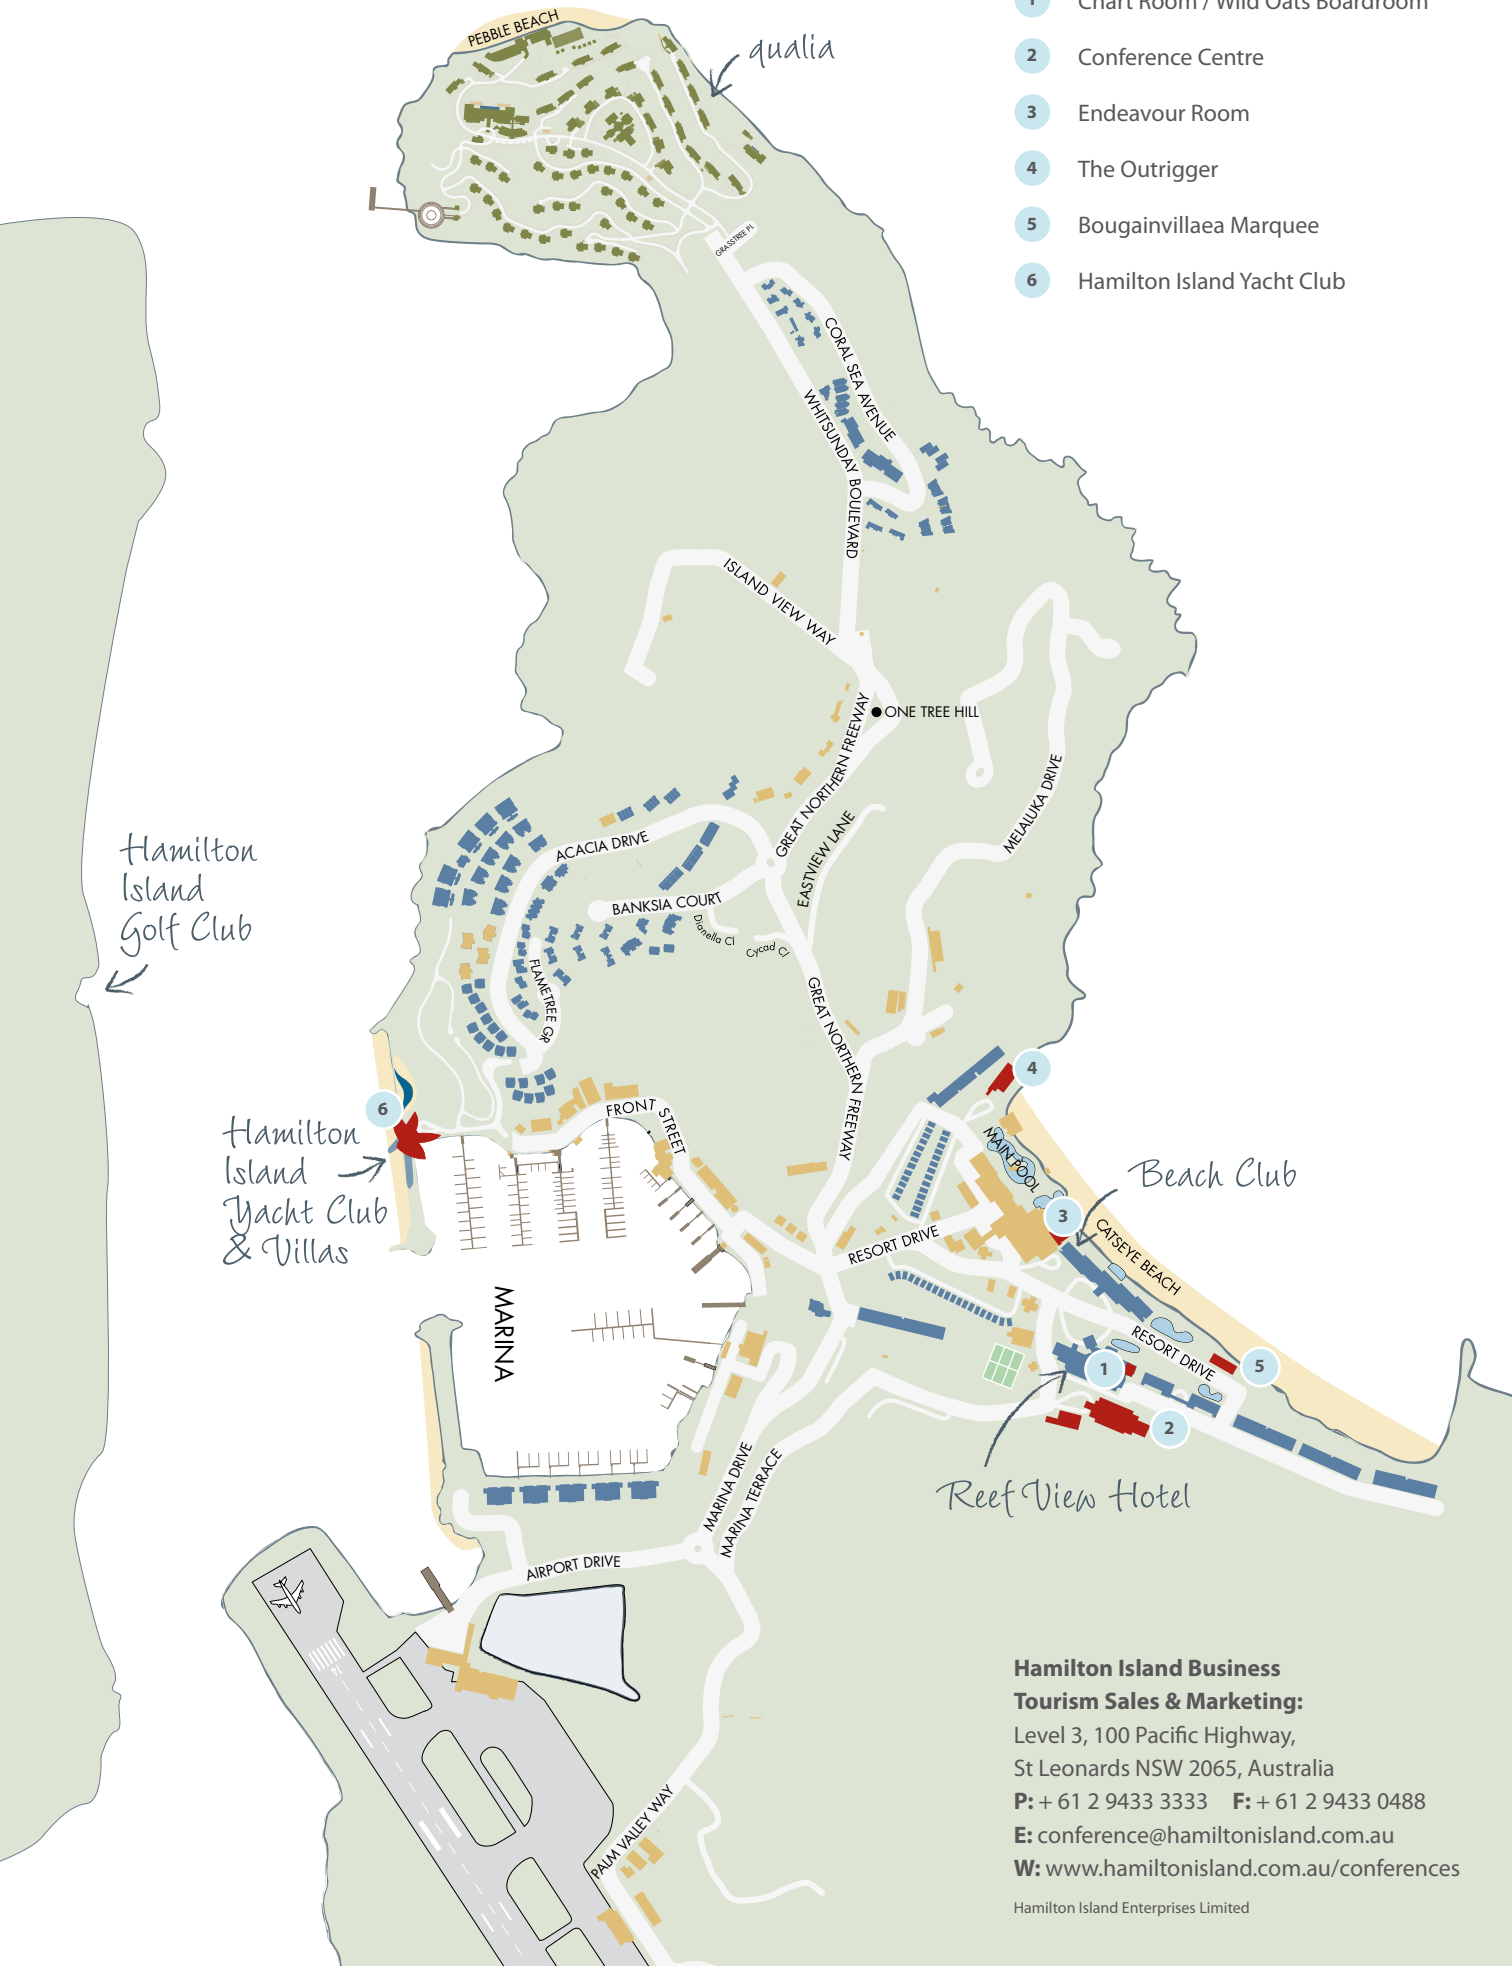 1 Chart Room / Wild Oats Boardroom
2 Conference Centre
3 Endeavour Room
4 The Outrigger
5 Bougainvillaea Marquee
6 Hamilton Island Yacht Club
PEBBLE BEACH
qualia
GRASSTREE PL
CORAL SEA AVENUE
WHITSUNDAY BOULEVARD
ISLAND VIEW WAY
ONE TREE HILL
GREAT NORTHERN FREEWAY
MELALUKA DRIVE
EASTVIEW LANE
ACACIA DRIVE
BANKSIA COURT
Dianella Cl
Cycad Cl
FLAMETREE GR
GREAT NORTHERN FREEWAY
Hamilton
Island
Golf Club
4
6
FRONT STREET
Hamilton
Island
Yacht Club
& Villas
MAIN POOL
Beach Club
3
CATSEYE BEACH
RESORT DRIVE
MARINA
RESORT DRIVE
5
1
2
Reef View Hotel
MARINA DRIVE
MARINA TERRACE
AIRPORT DRIVE
PALM VALLEY WAY
Hamilton Island Business
Tourism Sales & Marketing:
Level 3, 100 Pacific Highway,
St Leonards NSW 2065, Australia
P: + 61 2 9433 3333 F: + 61 2 9433 0488
E: conference@hamiltonisland.com.au
W: www.hamiltonisland.com.au/conferences
Hamilton Island Enterprises Limited